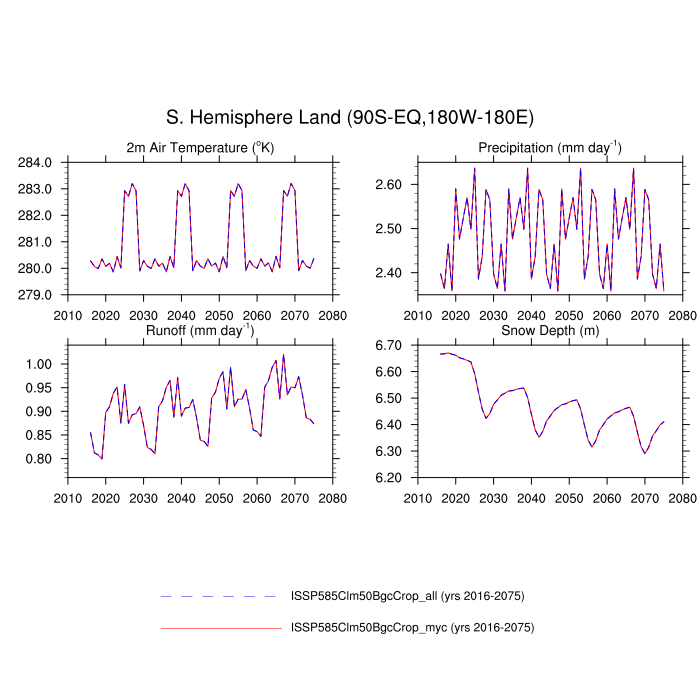 S. Hemisphere Land (90S-EQ,180W-180E)
2m Air Temperature (°K)
Precipitation (mm day⁻¹)
284.0
283.0
282.0
281.0
280.0
279.0
2010 2020 2030 2040 2050 2060 2070 2080
2.60
2.50
2.40
2010 2020 2030 2040 2050 2060 2070 2080
Runoff (mm day⁻¹)
Snow Depth (m)
1.00
0.95
0.90
0.85
0.80
2010 2020 2030 2040 2050 2060 2070 2080
6.70
6.60
6.50
6.40
6.30
6.20
2010 2020 2030 2040 2050 2060 2070 2080
ISSP585Clm50BgcCrop_all (yrs 2016-2075)
ISSP585Clm50BgcCrop_myc (yrs 2016-2075)